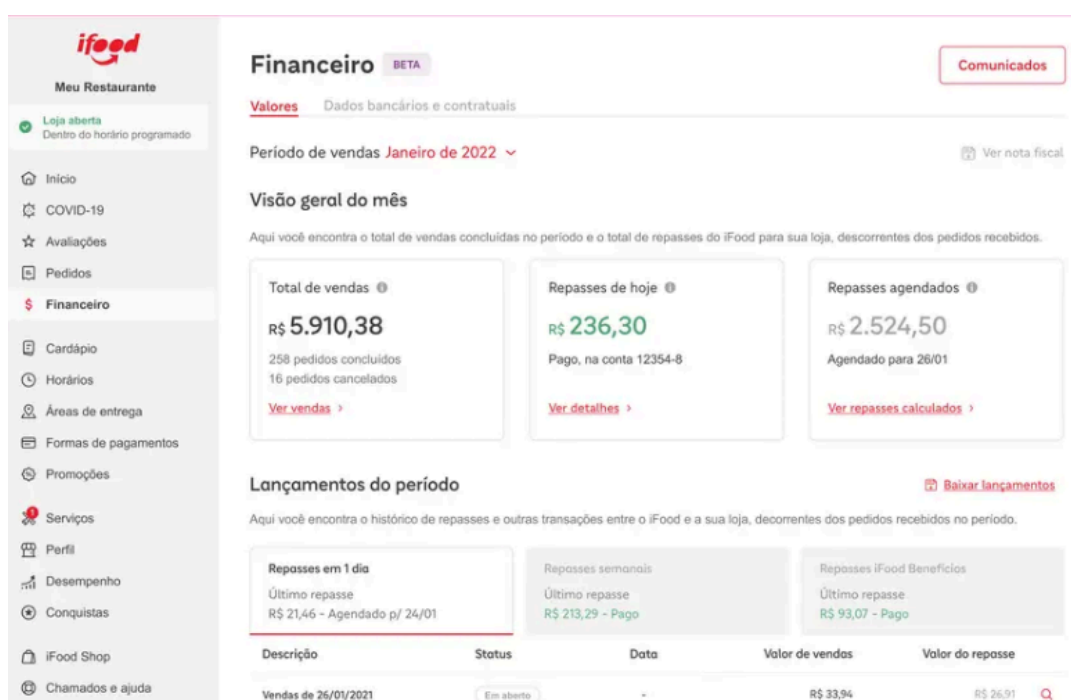 ifood
Meu Restaurante
Loja aberta
Dentro do horário programado
Início
COVID-19
Avaliações
Pedidos
$ Financeiro
Cardápio
Horários
Áreas de entrega
Formas de pagamentos
Promoções
1
Serviços
Perfil
Desempenho
Conquistas
iFood Shop
Chamados e ajuda
Financeiro BETA
Comunicados
Valores Dados bancários e contratuais
Período de vendas Janeiro de 2022
Ver nota fiscal
Visão geral do mês
Aqui você encontra o total de vendas concluídas no período e o total de repasses do iFood para sua loja, descorrentes dos pedidos recebidos.
Total de vendas
R$ 5.910,38
258 pedidos concluídos
16 pedidos cancelados
Ver vendas >
Repasses de hoje
R$ 236,30
Pago, na conta 12354-8
Ver detalhes >
Repasses agendados
R$ 2.524,50
Agendado para 26/01
Ver repasses calculados >
Lançamentos do período
Baixar lançamentos
Aqui você encontra o histórico de repasses e outras transações entre o iFood e a sua loja, decorrentes dos pedidos recebidos no período.
Repasses em 1 dia
Último repasse
R$ 21,46 - Agendado p/ 24/01
Repasses semanais
Último repasse
R$ 213,29 - Pago
Repasses iFood Benefícios
Último repasse
R$ 93,07 - Pago
Descrição Status Data Valor de vendas Valor do repasse
Vendas de 26/01/2021 Em aberto - R$ 33,94 R$ 26,91